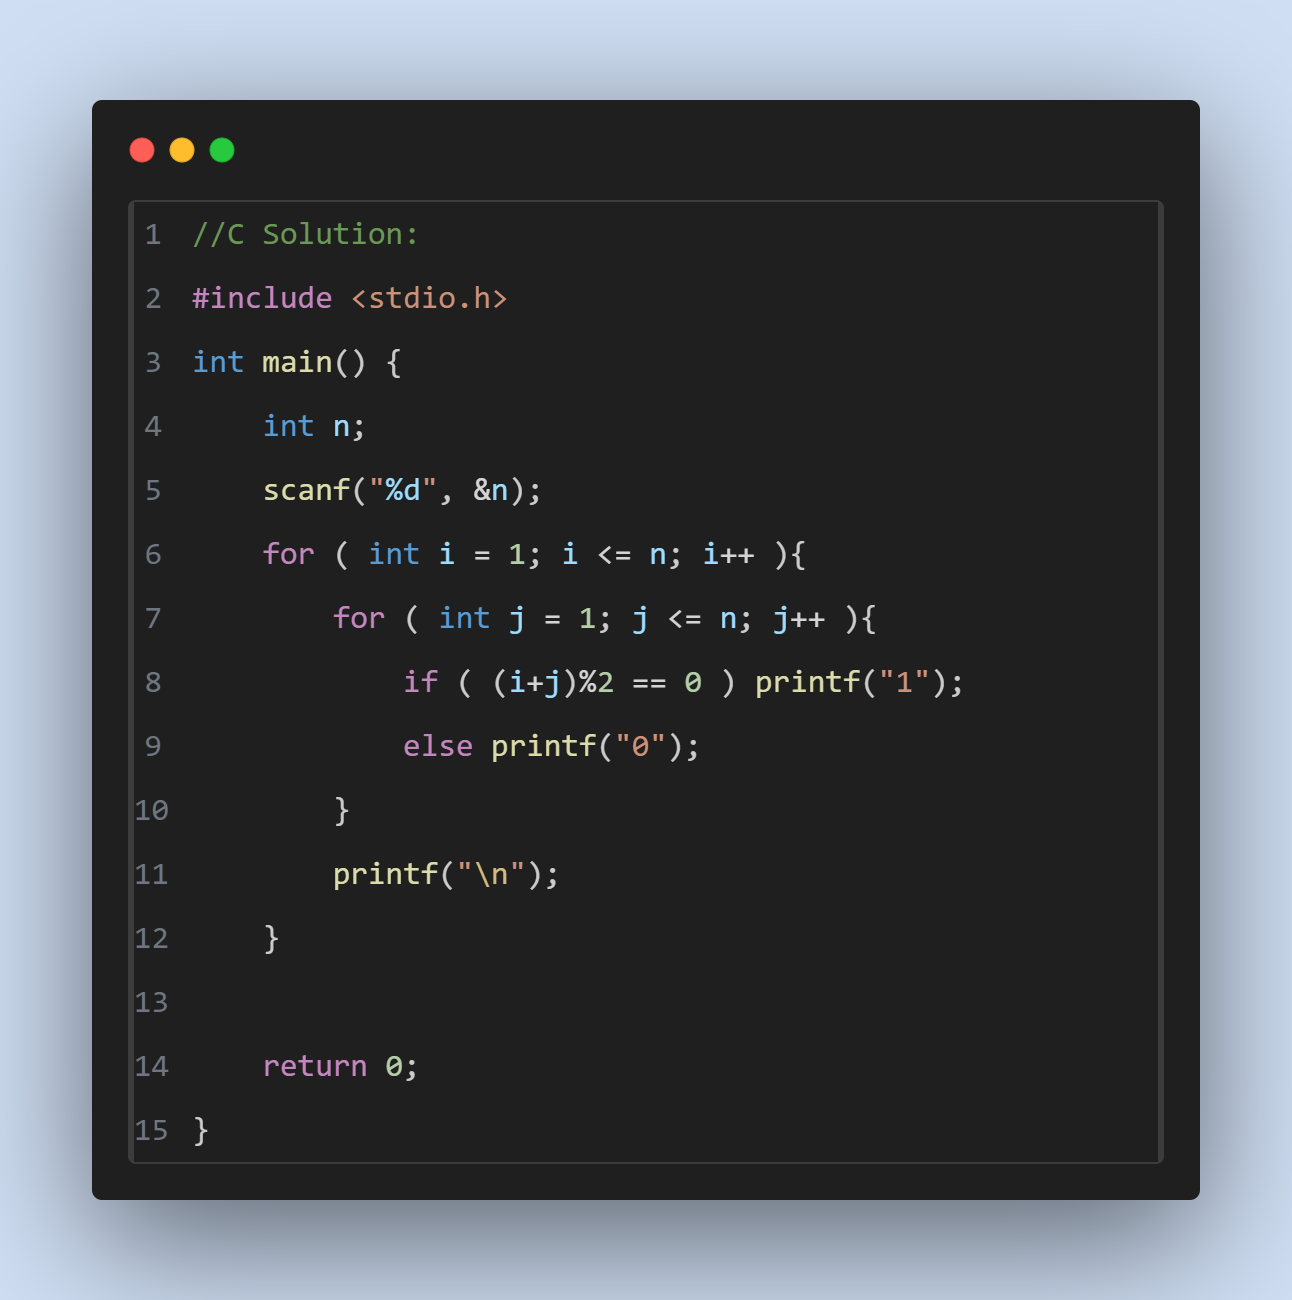 1 //C Solution:
2 #include <stdio.h>
3 int main() {
4     int n;
5     scanf("%d", &n);
6     for ( int i = 1; i <= n; i++ ){
7         for ( int j = 1; j <= n; j++ ){
8             if ( (i+j)%2 == 0 ) printf("1");
9             else printf("0");
10         }
11         printf("\n");
12     }
13
14     return 0;
15 }